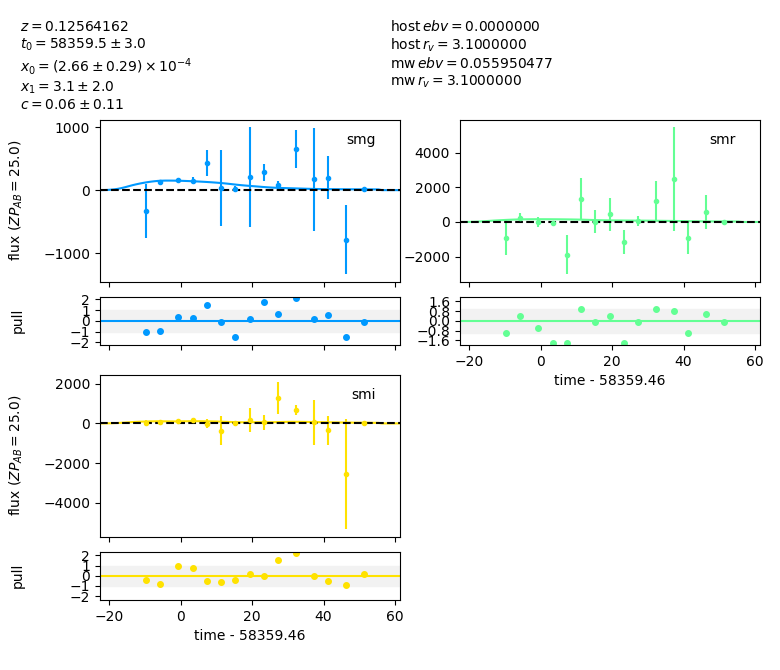 z = 0.12564162
t₀ = 58359.5 ± 3.0
x₀ = (2.66 ± 0.29) × 10⁻⁴
x₁ = 3.1 ± 2.0
c = 0.06 ± 0.11
host ebv = 0.0000000
host r_v = 3.1000000
mw ebv = 0.055950477
mw r_v = 3.1000000
smg
1000
0
−1000
flux (ZP_AB = 25.0)
2
1
0
−1
−2
pull
smr
4000
2000
0
−2000
1.6
0.8
0.0
−0.8
−1.6
−20 0 20 40 60
time - 58359.46
smi
2000
0
−2000
−4000
flux (ZP_AB = 25.0)
2
1
0
−1
−2
pull
−20 0 20 40 60
time - 58359.46